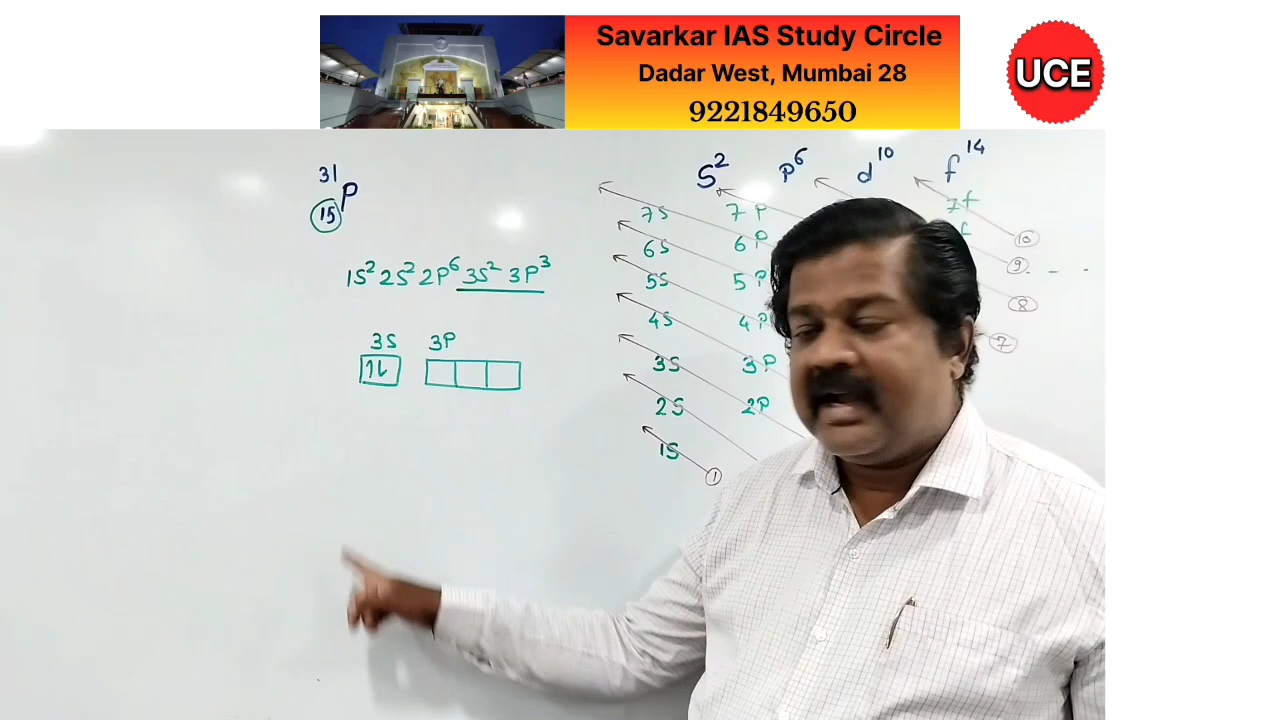 Savarkar IAS Study Circle
Dadar West, Mumbai 28
9221849650
UCE
31
15 P
1S² 2S² 2P⁶ 3S² 3P³
3S 3P
↑⇂
S² P⁶ d¹⁰ f¹⁴
7S 7P 7f
6S 6P f
5S 5P
4S 4P
3S 3P
2S 2P
1S
1
10
9 - - -
8
7